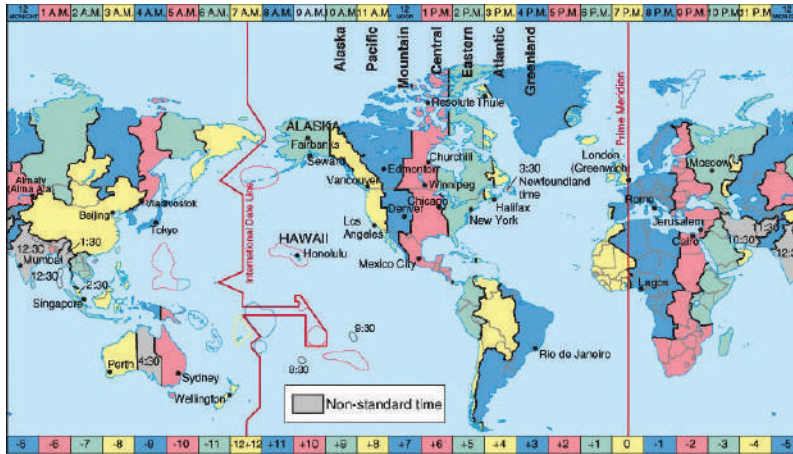 12 MIDNIGHT 1 A.M. 2 A.M. 3 A.M. 4 A.M. 5 A.M. 6 A.M. 7 A.M. 8 A.M. 9 A.M. 10 A.M. 11 A.M. 12 NOON 1 P.M. 2 P.M. 3 P.M. 4 P.M. 5 P.M. 6 P.M. 7 P.M. 8 P.M. 9 P.M. 10 P.M. 11 P.M. 12
Alaska
Pacific
Mountain
Central
Eastern
Atlantic
Greenland
Prime Meridian
International Date Line
Resolute
Thule
ALASKA
Fairbanks
Seward
Churchill
Edmonton
Vancouver
Winnipeg
3:30
Newfoundland
time
London
(Greenwich)
Moscow
Almaty
(Alma Ata)
Beijing
Vladivostok
Tokyo
Chicago
Denver
Halifax
New York
Los
Angeles
Rome
Jerusalem
Cairo
11:30
10:30
12:30
Mumbai
12:30
1:30
2:30
Singapore
HAWAII
Honolulu
Mexico City
Lagos
9:30
8:30
4:30
Perth
Sydney
Wellington
Rio de Janeiro
Non-standard time
-5 -6 -7 -8 -9 -10 -11 -12 +12 +11 +10 +9 +8 +7 +6 +5 +4 +3 +2 +1 0 -1 -2 -3 -4 -5